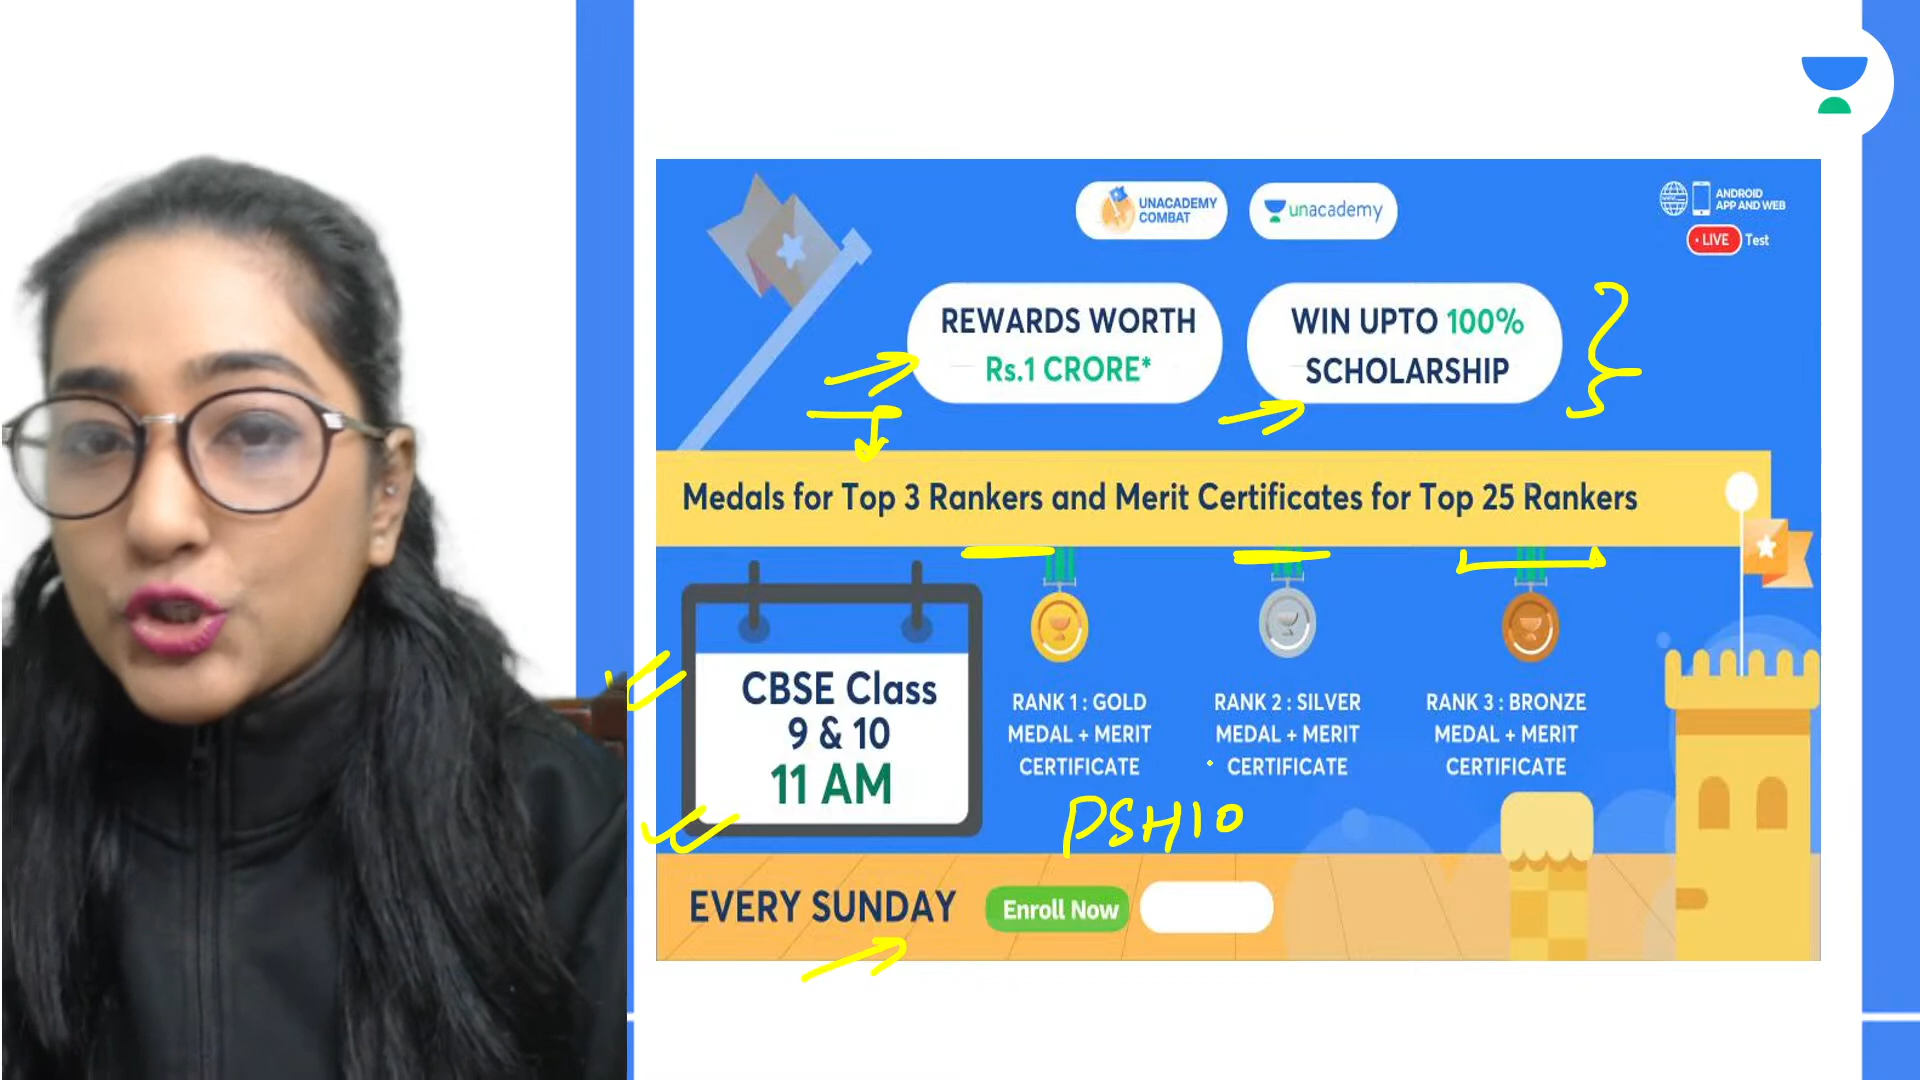 UNACADEMY
COMBAT
unacademy
ANDROID
APP AND WEB
LIVE Test
REWARDS WORTH
Rs.1 CRORE*
WIN UPTO 100%
SCHOLARSHIP
Medals for Top 3 Rankers and Merit Certificates for Top 25 Rankers
CBSE Class
9 & 10
11 AM
RANK 1 : GOLD
MEDAL + MERIT
CERTIFICATE
RANK 2 : SILVER
MEDAL + MERIT
CERTIFICATE
RANK 3 : BRONZE
MEDAL + MERIT
CERTIFICATE
PSH10
EVERY SUNDAY
Enroll Now